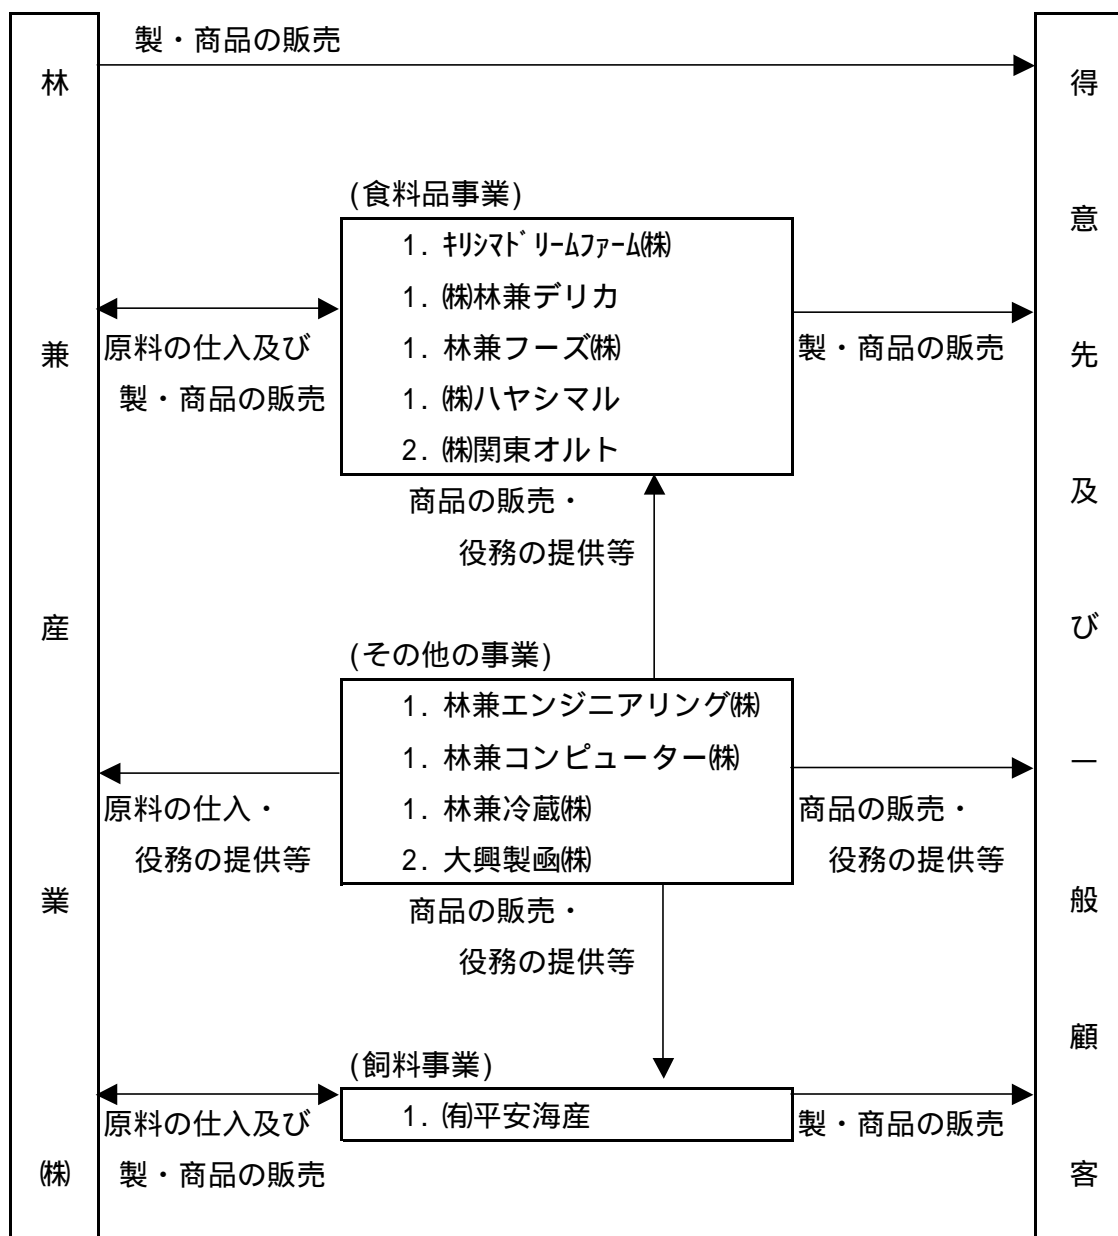 林兼産業㈱
製・商品の販売
(食料品事業)
1. ｷﾘｼﾏﾄﾞﾘｰﾑﾌｧｰﾑ㈱
1. ㈱林兼デリカ
1. 林兼フーズ㈱
1. ㈱ハヤシマル
2. ㈱関東オルト
原料の仕入及び
製・商品の販売
製・商品の販売
商品の販売・
役務の提供等
(その他の事業)
1. 林兼エンジニアリング㈱
1. 林兼コンピューター㈱
1. 林兼冷蔵㈱
2. 大興製凾㈱
原料の仕入・
役務の提供等
商品の販売・
役務の提供等
商品の販売・
役務の提供等
(飼料事業)
1. ㈲平安海産
原料の仕入及び
製・商品の販売
製・商品の販売
得意先及び一般顧客